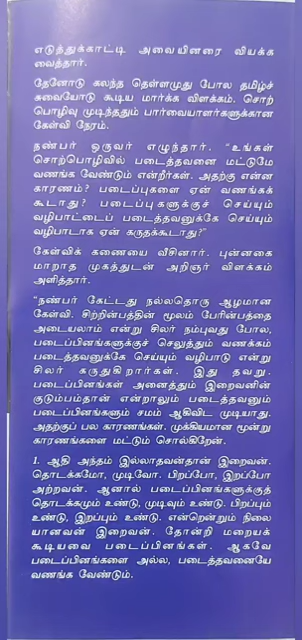 எடுத்துக்காட்டி அவையினரை வியக்க
வைத்தார்.
தேனோடு கலந்த தெள்ளமுது போல தமிழ்ச்
சுவையோடு கூடிய மார்க்க விளக்கம். சொற்
பொழிவு முடிந்ததும் பார்வையாளர்களுக்கான
கேள்வி நேரம்.
நண்பர் ஒருவர் எழுந்தார். "உங்கள்
சொற்பொழிவில் படைத்தவனை மட்டுமே
வணங்க வேண்டும் என்றீர்கள். அதற்கு என்ன
காரணம்? படைப்புகளை ஏன் வணங்கக்
கூடாது? படைப்புகளுக்குச் செய்யும்
வழிபாட்டைப் படைத்தவனுக்கே செய்யும்
வழிபாடாக ஏன் கருதக்கூடாது?"
கேள்விக் கணையை வீசினார். புன்னகை
மாறாத முகத்துடன் அறிஞர் விளக்கம்
அளித்தார்.
"நண்பர் கேட்டது நல்லதொரு ஆழமான
கேள்வி. சிற்றின்பத்தின் மூலம் பேரின்பத்தை
அடையலாம் என்று சிலர் நம்புவது போல,
படைப்பினங்களுக்குச் செலுத்தும் வணக்கம்
படைத்தவனுக்கே செய்யும் வழிபாடு என்று
சிலர் கருதுகிறார்கள். இது தவறு.
படைப்பினங்கள் அனைத்தும் இறைவனின்
குடும்பம்தான் என்றாலும் படைத்தவனும்
படைப்பினங்களும் சமம் ஆகிவிட முடியாது.
அதற்குப் பல காரணங்கள். முக்கியமான மூன்று
காரணங்களை மட்டும் சொல்கிறேன்.
1. ஆதி அந்தம் இல்லாதவன்தான் இறைவன்.
தொடக்கமோ, முடிவோ. பிறப்போ, இறப்போ
அற்றவன். ஆனால் படைப்பினங்களுக்குத்
தொடக்கமும் உண்டு, முடிவும் உண்டு. பிறப்பும்
உண்டு, இறப்பும் உண்டு. என்றென்றும் நிலை
யானவன் இறைவன். தோன்றி மறையக்
கூடியவை படைப்பினங்கள். ஆகவே
படைப்பினங்களை அல்ல, படைத்தவனையே
வணங்க வேண்டும்.